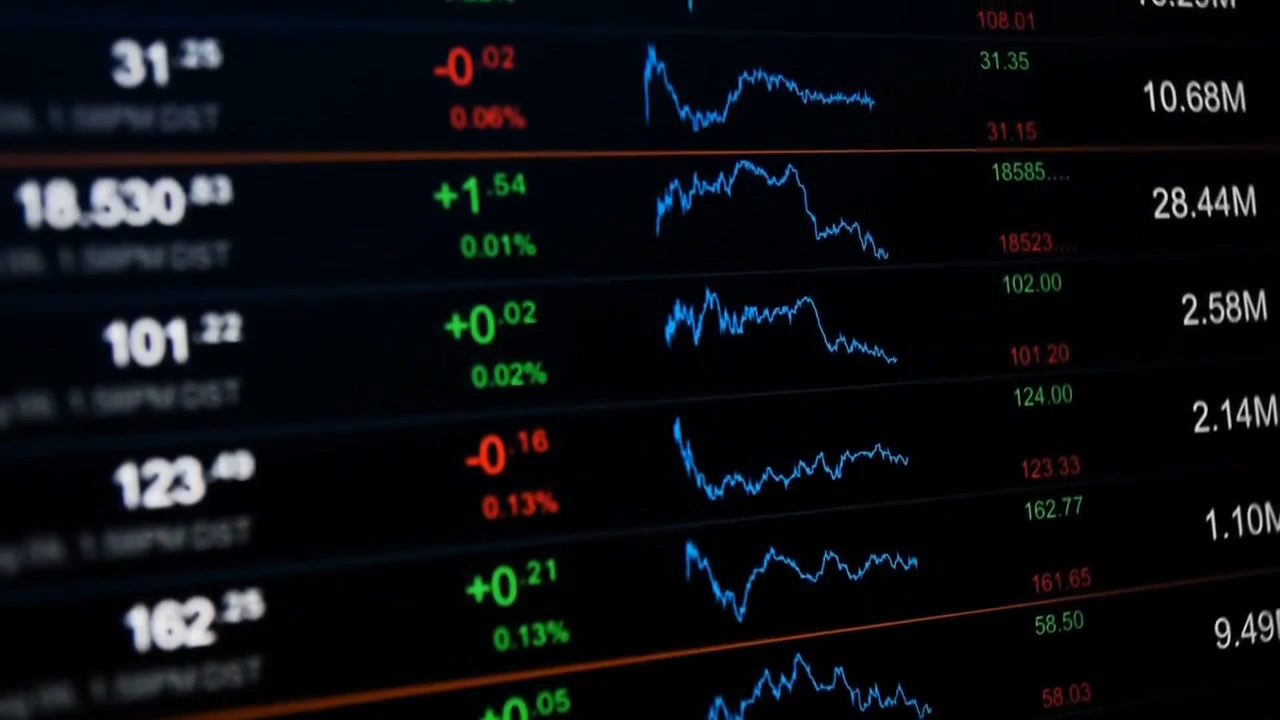 108.01
31.25 -0.02 31.35
0.06% 31.15 10.68M
18.530.83 +1.54 18585....
0.01% 18523.... 28.44M
101.22 +0.02 102.00
0.02% 101.20 2.58M
123.49 -0.16 124.00
0.13% 123.33 2.14M
162.25 +0.21 162.77
0.13% 161.65 1.10M
+0.05 58.50
58.03 9.49